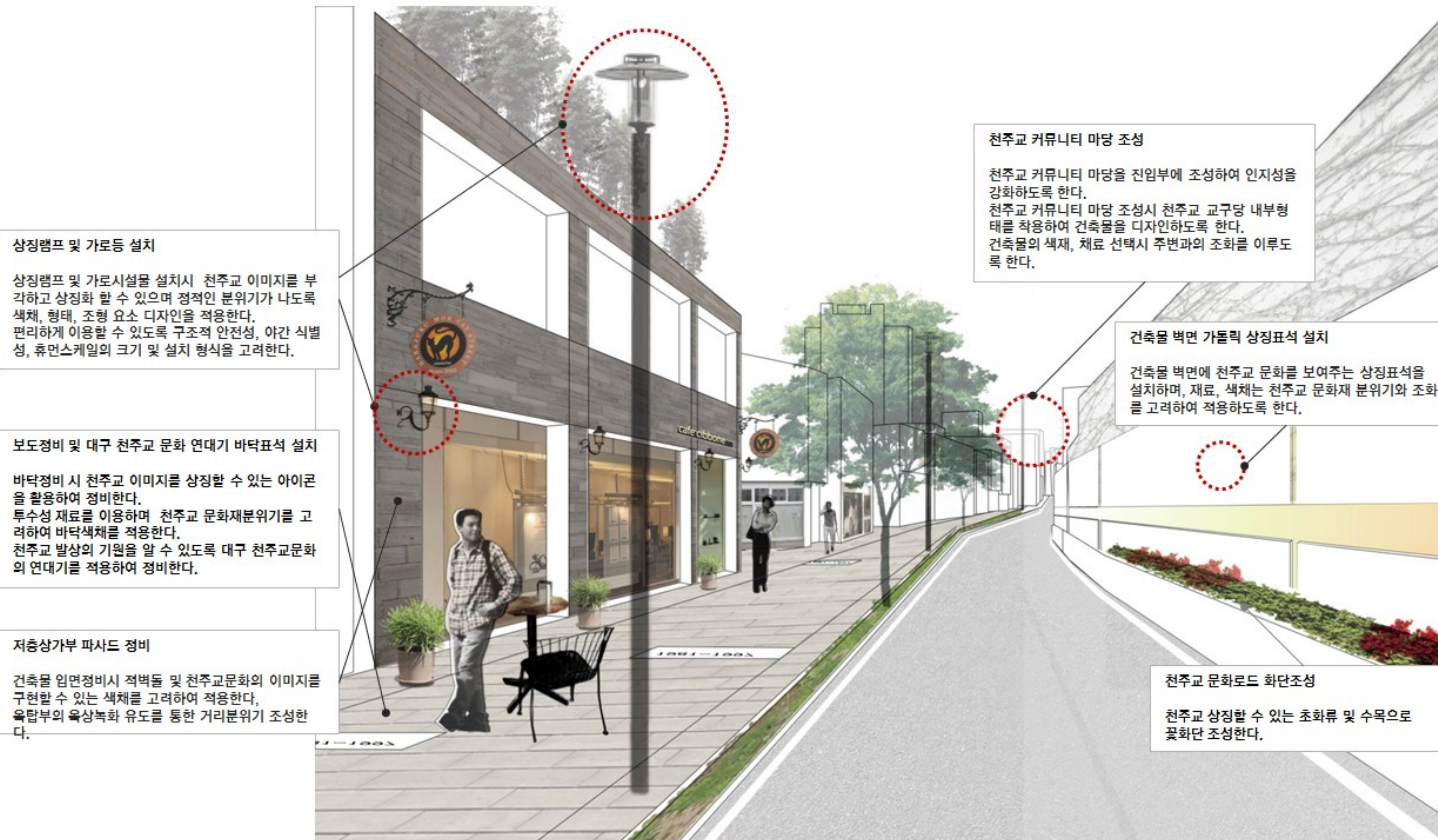 상징램프 및 가로등 설치
상징램프 및 가로시설물 설치시 천주교 이미지를 부
각하고 상징화 할 수 있으며 정적인 분위기가 나도록
색채, 형태, 조형 요소 디자인을 적용한다.
편리하게 이용할 수 있도록 구조적 안전성, 야간 식별
성, 휴먼스케일의 크기 및 설치 형식을 고려한다.
보도정비 및 대구 천주교 문화 연대기 바닥표석 설치
바닥정비 시 천주교 이미지를 상징할 수 있는 아이콘
을 활용하여 정비한다.
투수성 재료를 이용하며 천주교 문화재분위기를 고
려하여 바닥색채를 적용한다.
천주교 발상의 기원을 알 수 있도록 대구 천주교문화
의 연대기를 적용하여 정비한다.
저층상가부 파사드 정비
건축물 입면정비시 적벽돌 및 천주교문화의 이미지를
구현할 수 있는 색채를 고려하여 적용한다,
옥탑부의 옥상녹화 유도를 통한 거리분위기 조성한
다.
cafe cibbone
천주교 커뮤니티 마당 조성
천주교 커뮤니티 마당을 진입부에 조성하여 인지성을
강화하도록 한다.
천주교 커뮤니티 마당 조성시 천주교 교구당 내부형
태를 착용하여 건축물을 디자인하도록 한다.
건축물의 색재, 채료 선택시 주변과의 조화를 이루도
록 한다.
건축물 벽면 가톨릭 상징표석 설치
건축물 벽면에 천주교 문화를 보여주는 상징표석을
설치하며, 재료, 색채는 천주교 문화재 분위기와 조화
를 고려하여 적용하도록 한다.
천주교 문화로드 화단조성
천주교 상징할 수 있는 초화류 및 수목으로
꽃화단 조성한다.